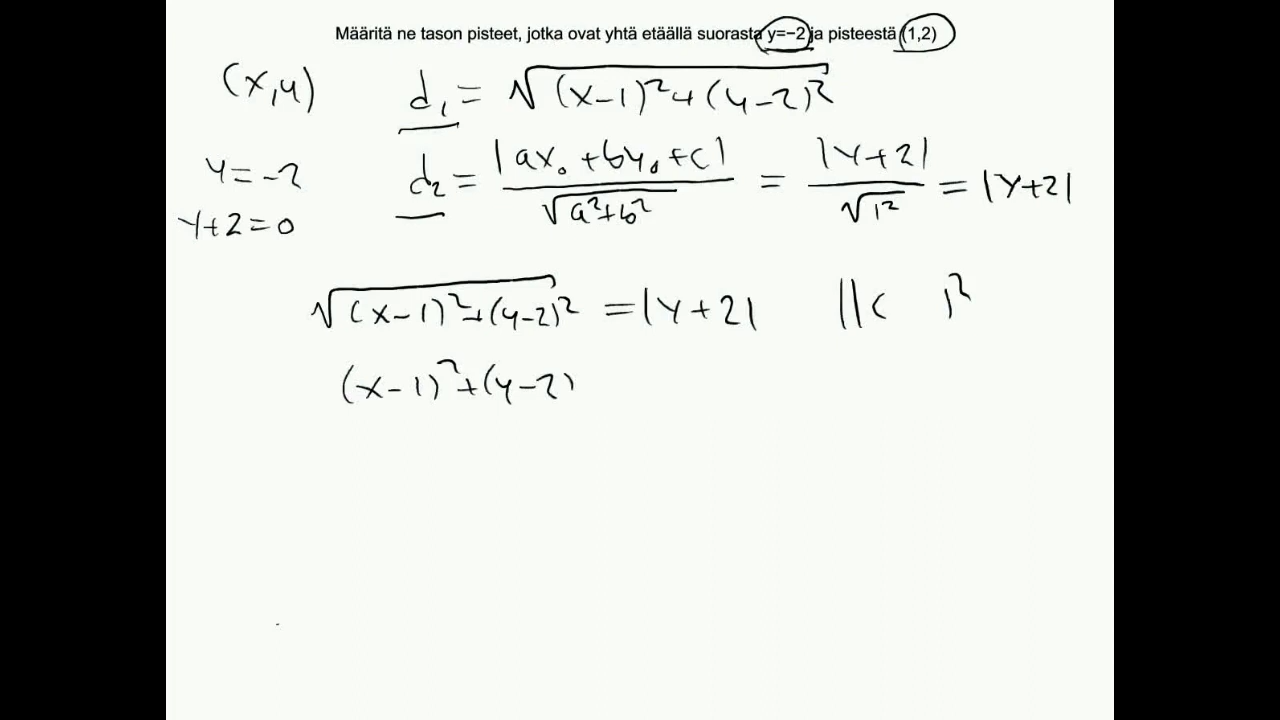 Määritä ne tason pisteet, jotka ovat yhtä etäällä suorasta y=−2 ja pisteestä (1,2)
(x,y) d₁ = √((x−1)²+(y−2)²)
y=−2 d₂ = |ax₀+by₀+c| / √(a²+b²) = |y+2| / √(1²) = |y+2|
y+2=0
√((x−1)²+(y−2)²) = |y+2| ||( )²
(x−1)²+(y−2)